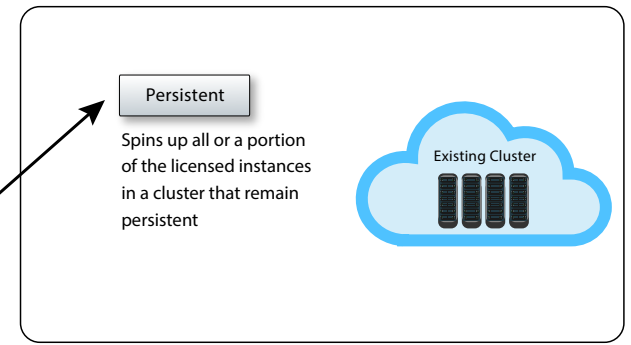 Persistent
Spins up all or a portion
of the licensed instances
in a cluster that remain
persistent
Existing Cluster